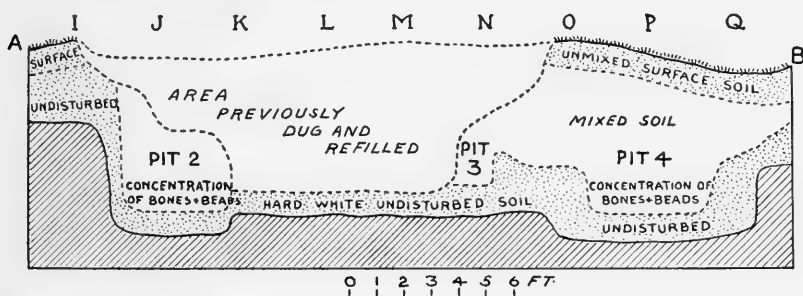 I J K L M N O P Q
A
B
SURFACE
UNMIXED SURFACE SOIL
UNDISTURBED
AREA
PREVIOUSLY
DUG AND
REFILLED
MIXED SOIL
PIT 2
PIT
3
PIT 4
CONCENTRATION
OF BONES+BEADS
CONCENTRATION OF
BONES+BEADS
HARD WHITE UNDISTURBED SOIL
UNDISTURBED
0 1 2 3 4 5 6 FT.